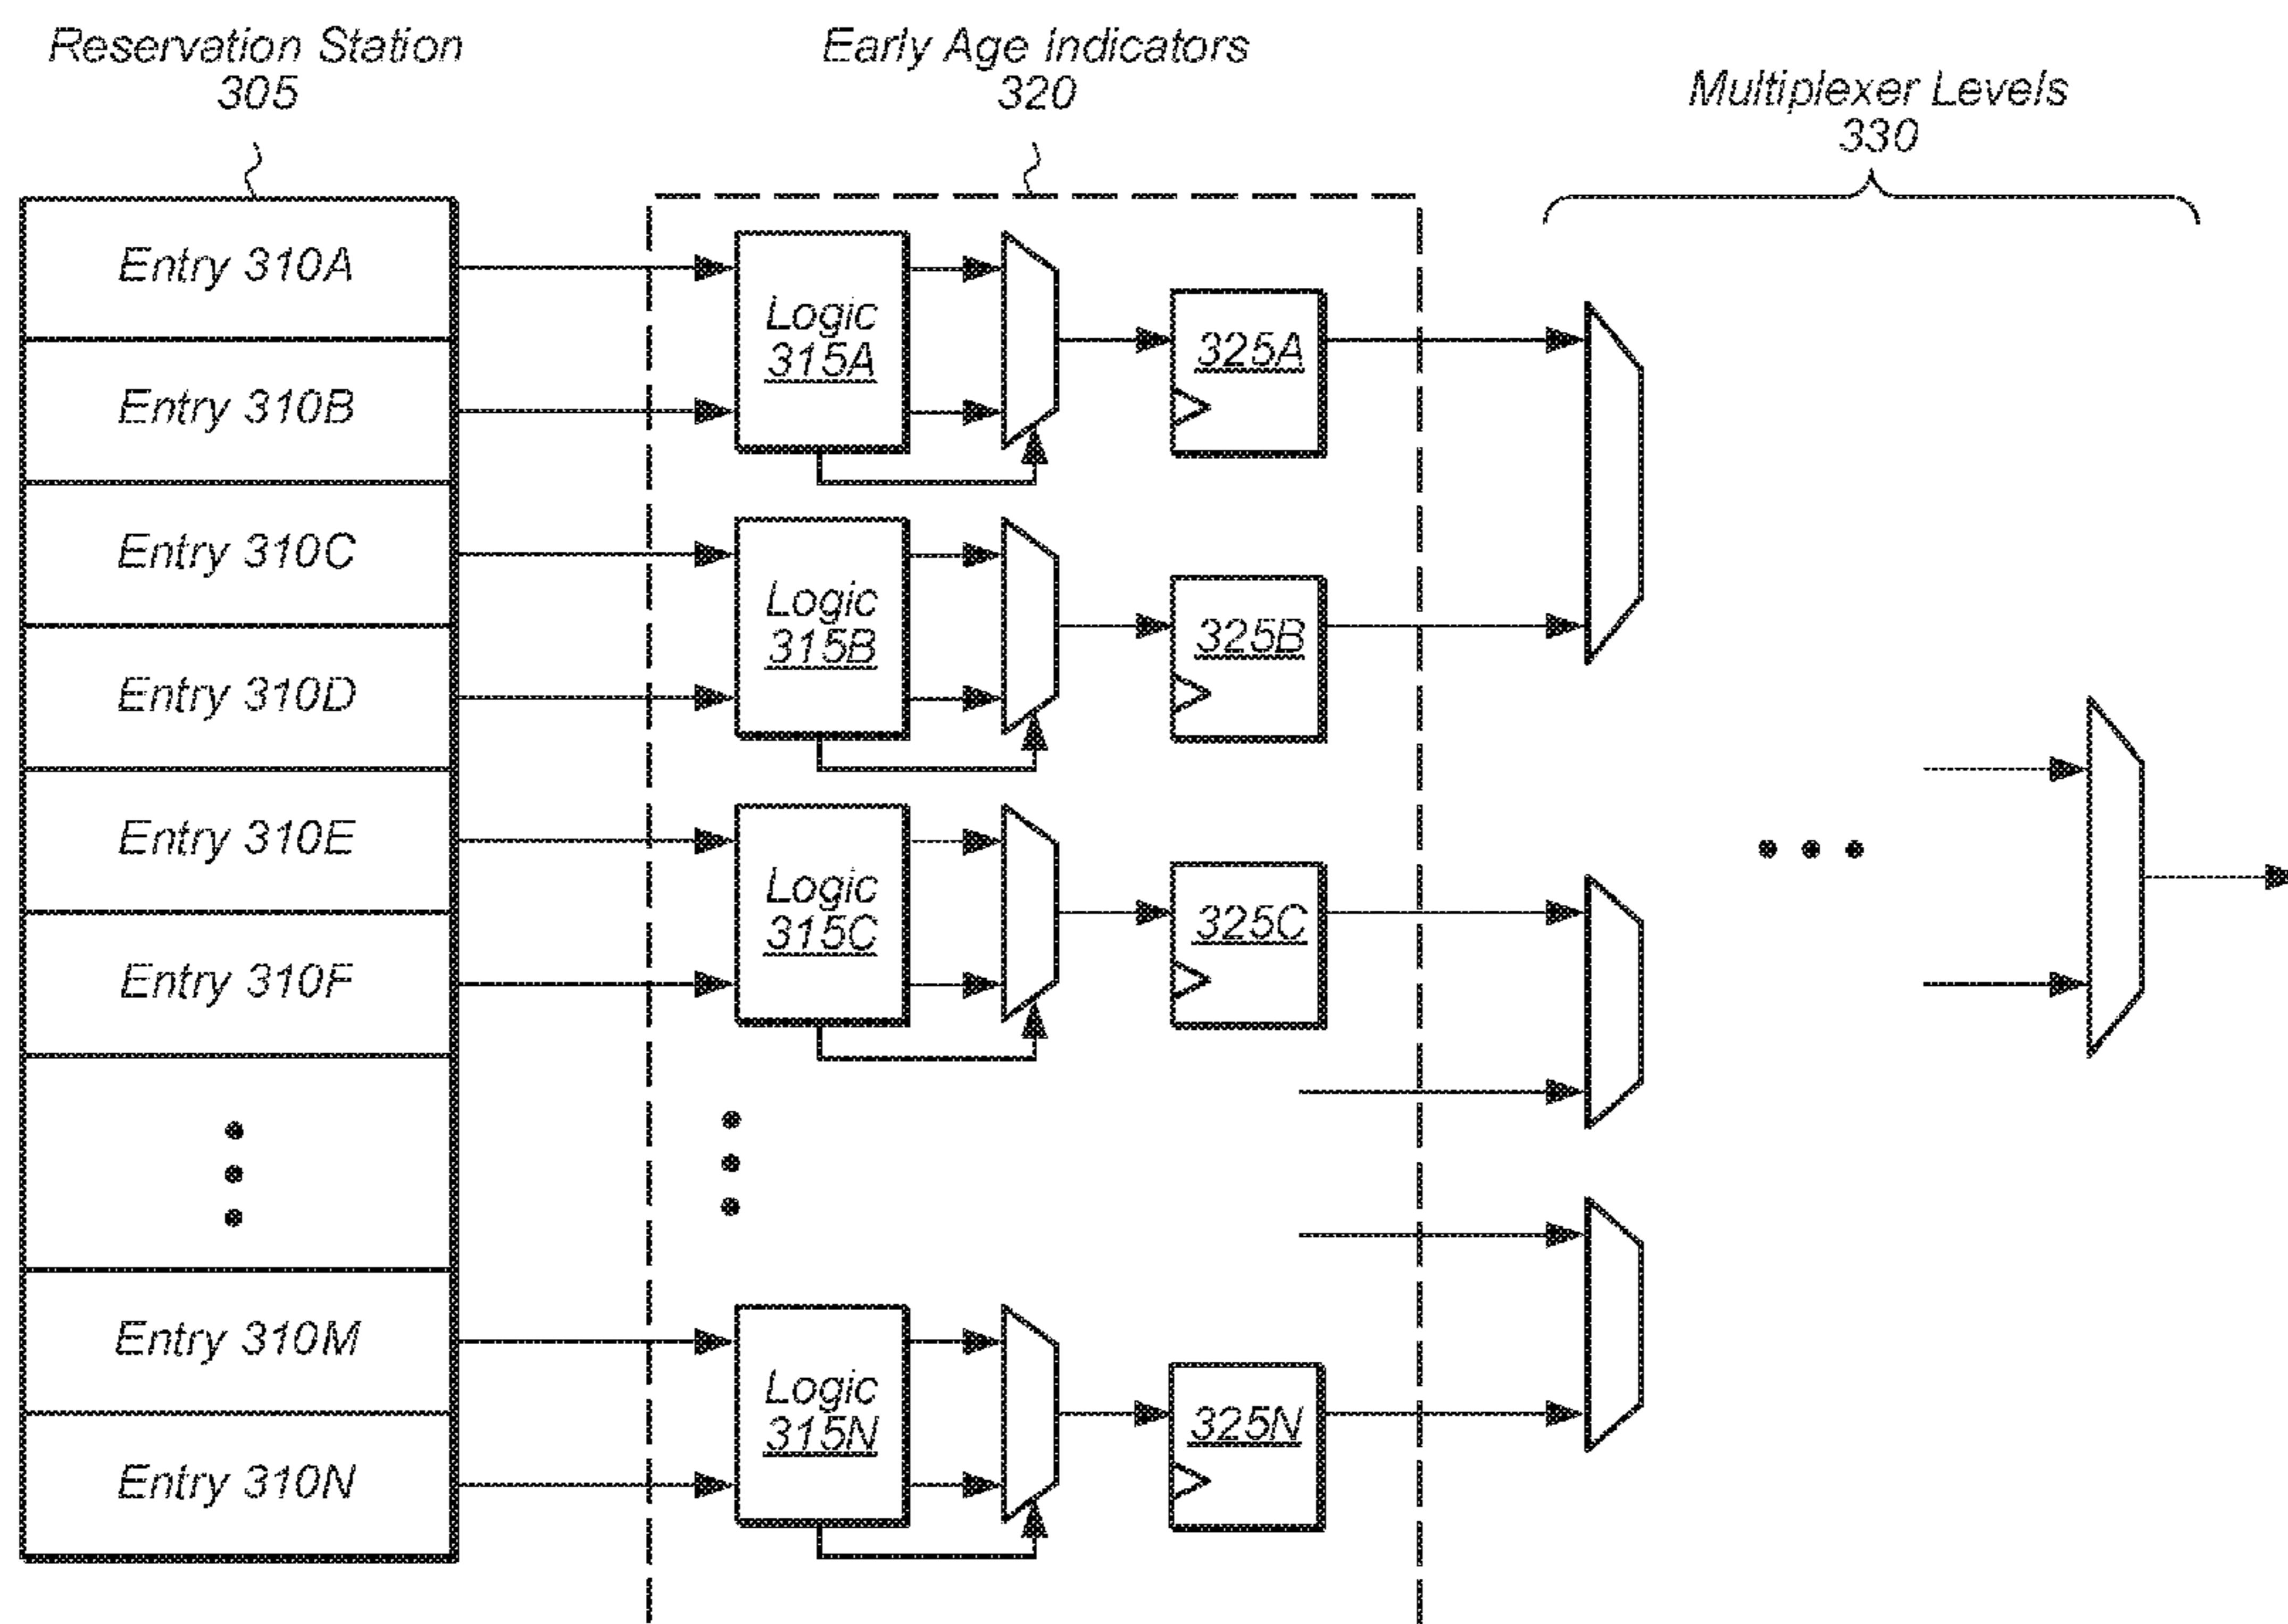 Reservation Station
305
Early Age Indicators
320
Multiplexer Levels
330
Entry 310A
Entry 310B
Entry 310C
Entry 310D
Entry 310E
Entry 310F
Entry 310M
Entry 310N
Logic
315A
325A
Logic
315B
325B
Logic
315C
325C
Logic
315N
325N